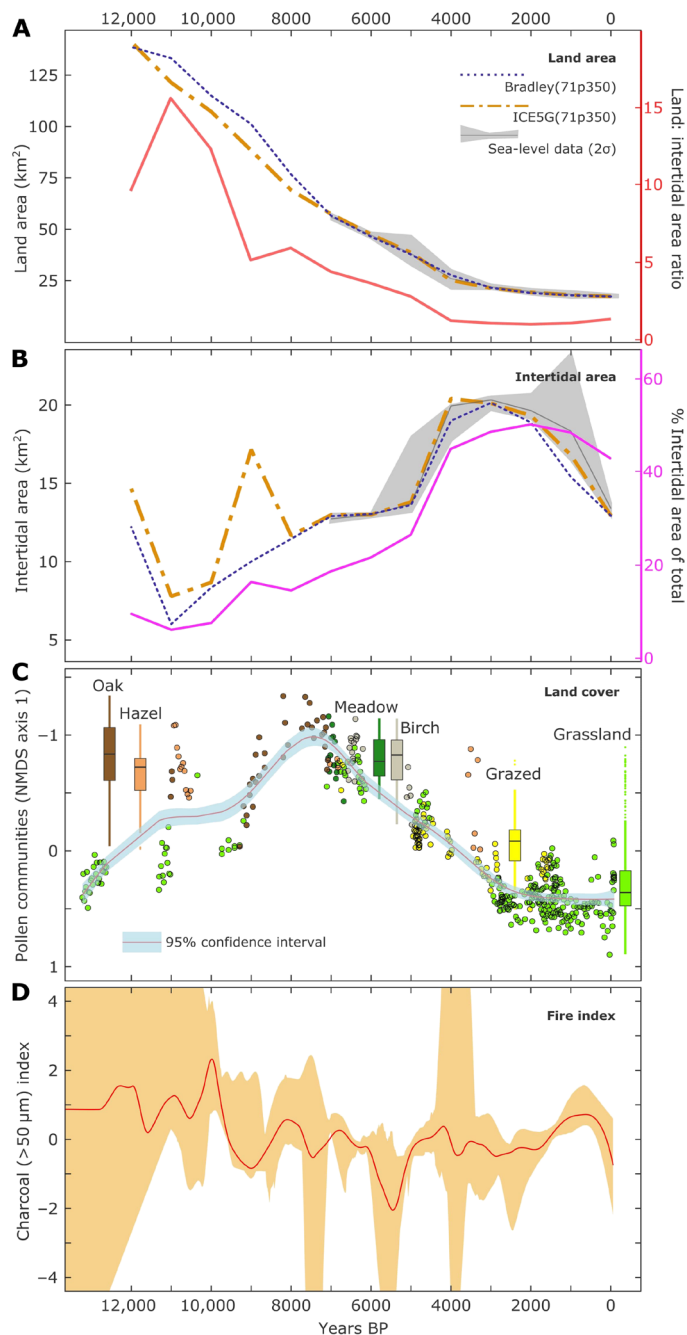 12,000 10,000 8000 6000 4000 2000 0
A
Land area (km²)
125
100
75
50
25
Land area
Bradley(71p350)
ICE5G(71p350)
Sea-level data (2σ)
15
10
5
0
Land: intertidal area ratio
B
Intertidal area (km²)
20
15
10
5
Intertidal area
60
40
20
0
% Intertidal area of total
C
Pollen communities (NMDS axis 1)
−1
0
1
Land cover
Oak
Hazel
Meadow
Birch
Grazed
Grassland
95% confidence interval
D
Charcoal (>50 μm) index
4
2
0
−2
−4
Fire index
12,000 10,000 8000 6000 4000 2000 0
Years BP